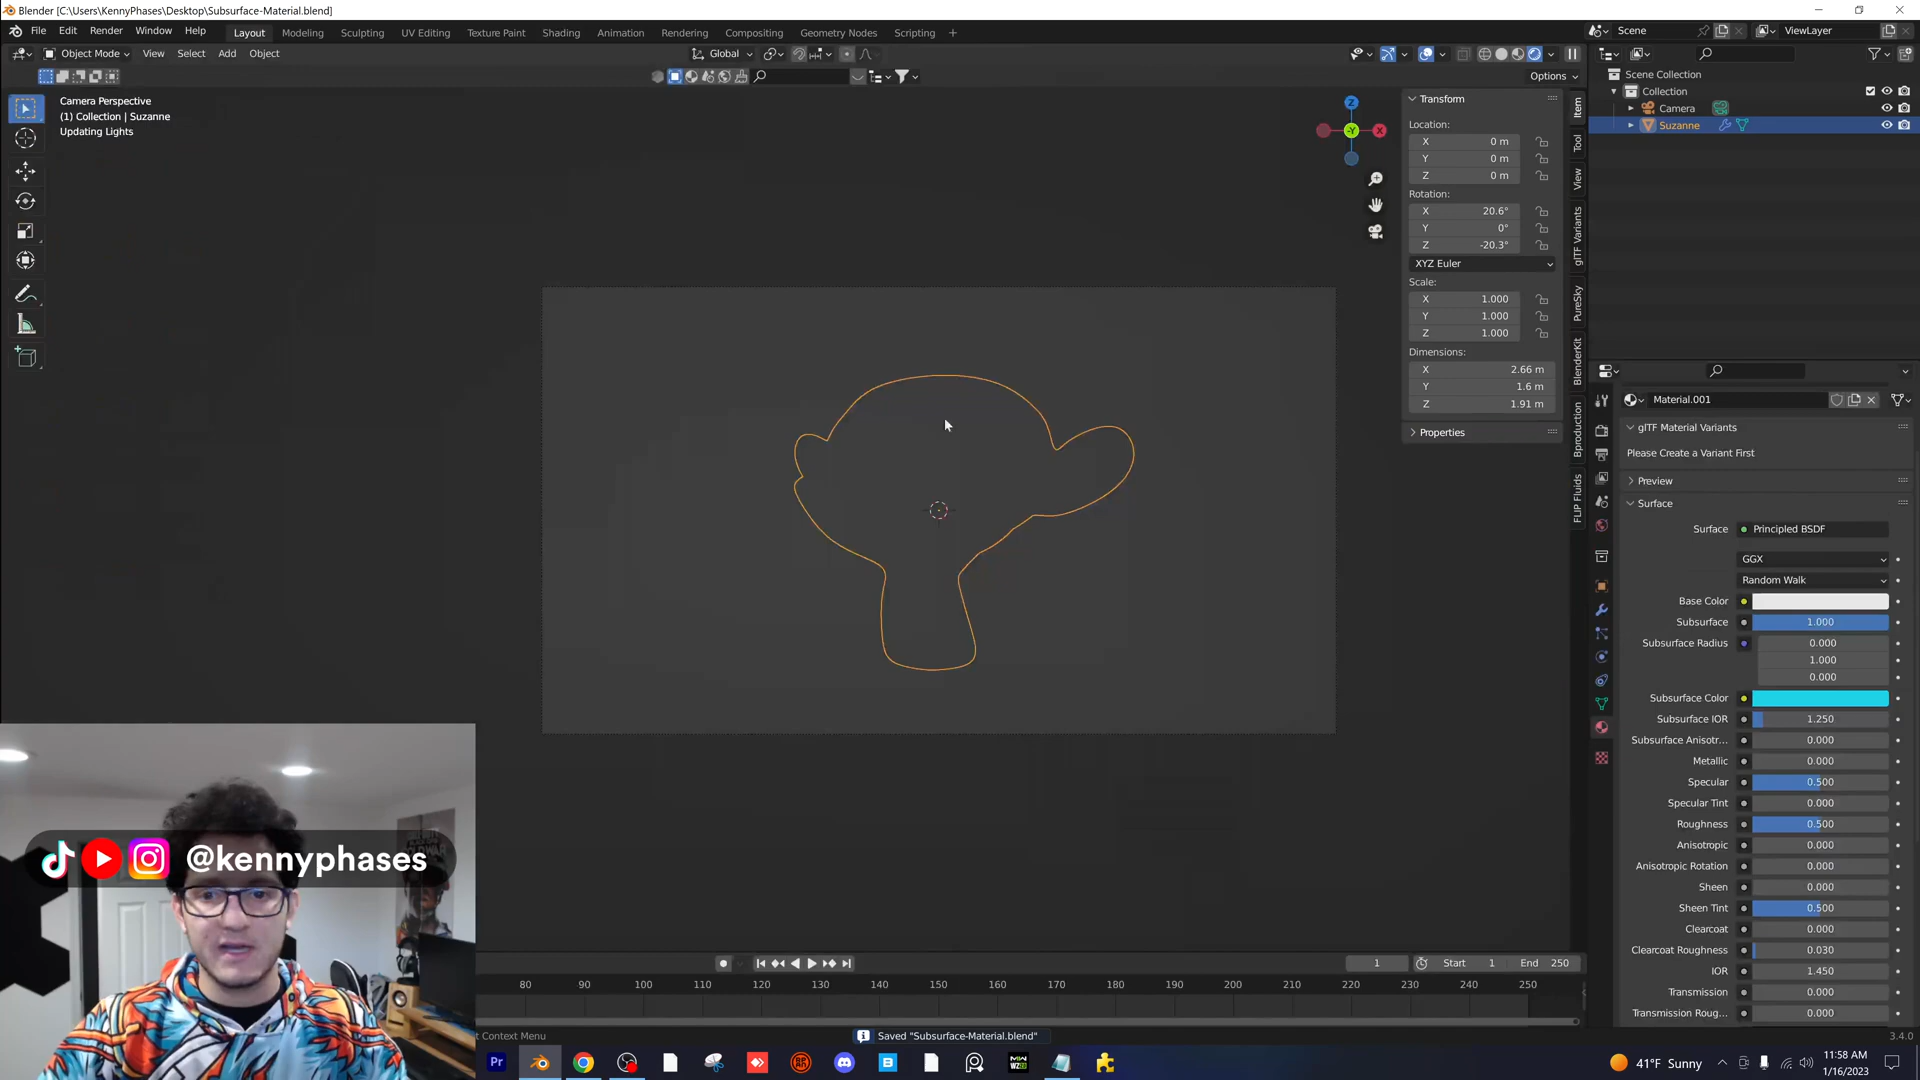 Blender [C:\Users\KennyPhases\Desktop\Subsurface-Material.blend]
File Edit Render Window Help Layout Modeling Sculpting UV Editing Texture Paint Shading Animation Rendering Compositing Geometry Nodes Scripting + Scene ViewLayer
Object Mode View Select Add Object Global
Options
Camera Perspective
(1) Collection | Suzanne
Updating Lights
Z
-Y
X
Transform
Location:
X 0 m
Y 0 m
Z 0 m
Rotation:
X 20.6°
Y 0°
Z -20.3°
XYZ Euler
Scale:
X 1.000
Y 1.000
Z 1.000
Dimensions:
X 2.66 m
Y 1.6 m
Z 1.91 m
Properties
Item
Tool
View
glTF Variants
PureSky
BlenderKit
Bproduction
FLIP Fluids
Scene Collection
Collection
Camera
Suzanne
Material.001
glTF Material Variants
Please Create a Variant First
Preview
Surface
Surface Principled BSDF
GGX
Random Walk
Base Color
Subsurface 1.000
Subsurface Radius 0.000
1.000
0.000
Subsurface Color
Subsurface IOR 1.250
Subsurface Anisotr... 0.000
Metallic 0.000
Specular 0.500
Specular Tint 0.000
Roughness 0.500
Anisotropic 0.000
Anisotropic Rotation 0.000
Sheen 0.000
Sheen Tint 0.500
Clearcoat 0.000
Clearcoat Roughness 0.030
IOR 1.450
Transmission 0.000
Transmission Roug... 0.000
@kennyphases
1 Start 1 End 250
80 90 100 110 120 130 140 150 160 170 180 190 200 210 220 230 240 250
t Context Menu
Saved "Subsurface-Material.blend"
3.4.0
Pr
B
41°F Sunny
11:58 AM
1/16/2023